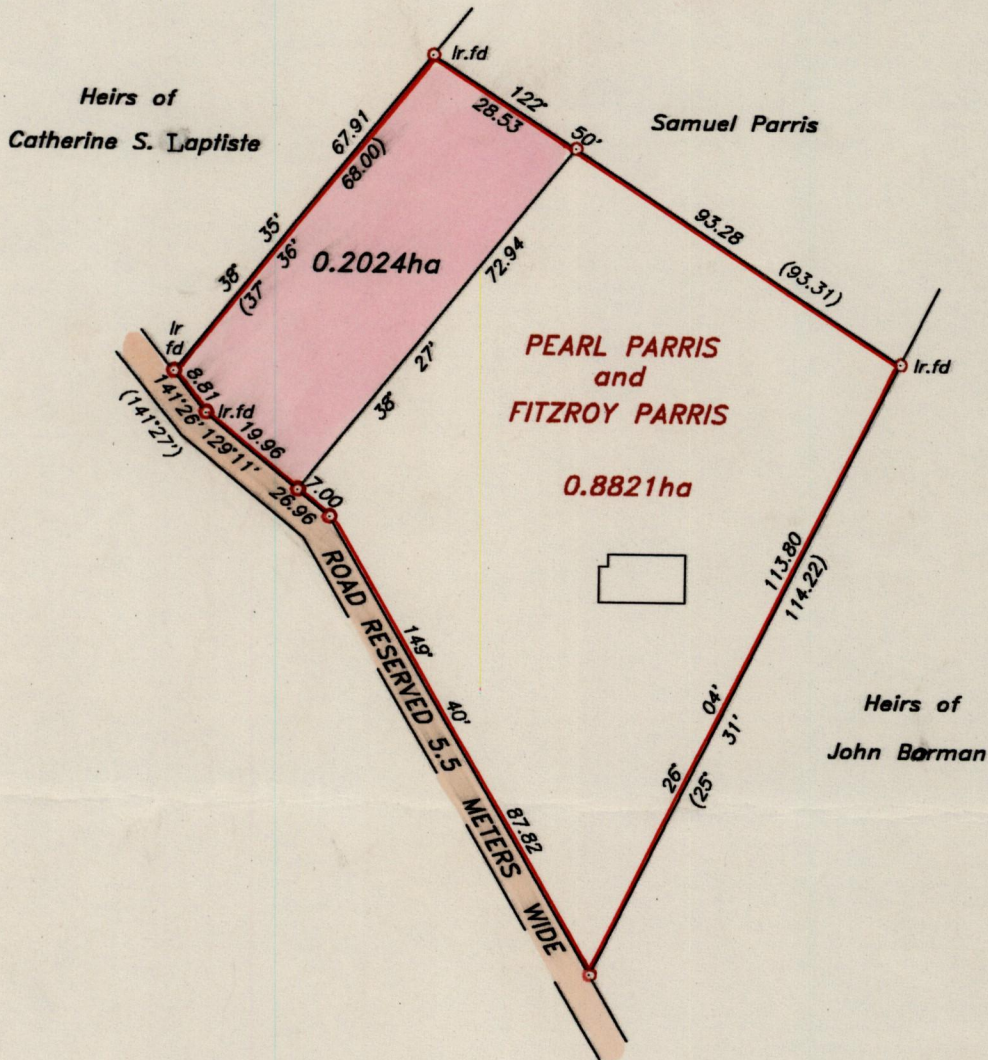 Ir.fd
Heirs of
Catherine S. Laptiste
122°
28.53
50'
Samuel Parris
67.91
68.00)
35'
36'
38°
(37°
0.2024ha
72.94
27'
38°
93.28
(93.31)
Ir
fd
8.81
141°26'
(141°27')
Ir.fd
19.96
129°11'
26.96
7.00
Ir.fd
PEARL PARRIS
and
FITZROY PARRIS
0.8821ha
113.80
114.22)
04'
31'
26°
(25°
149°
40'
87.82
ROAD RESERVED 5.5 METERS WIDE
Heirs of
John Barman